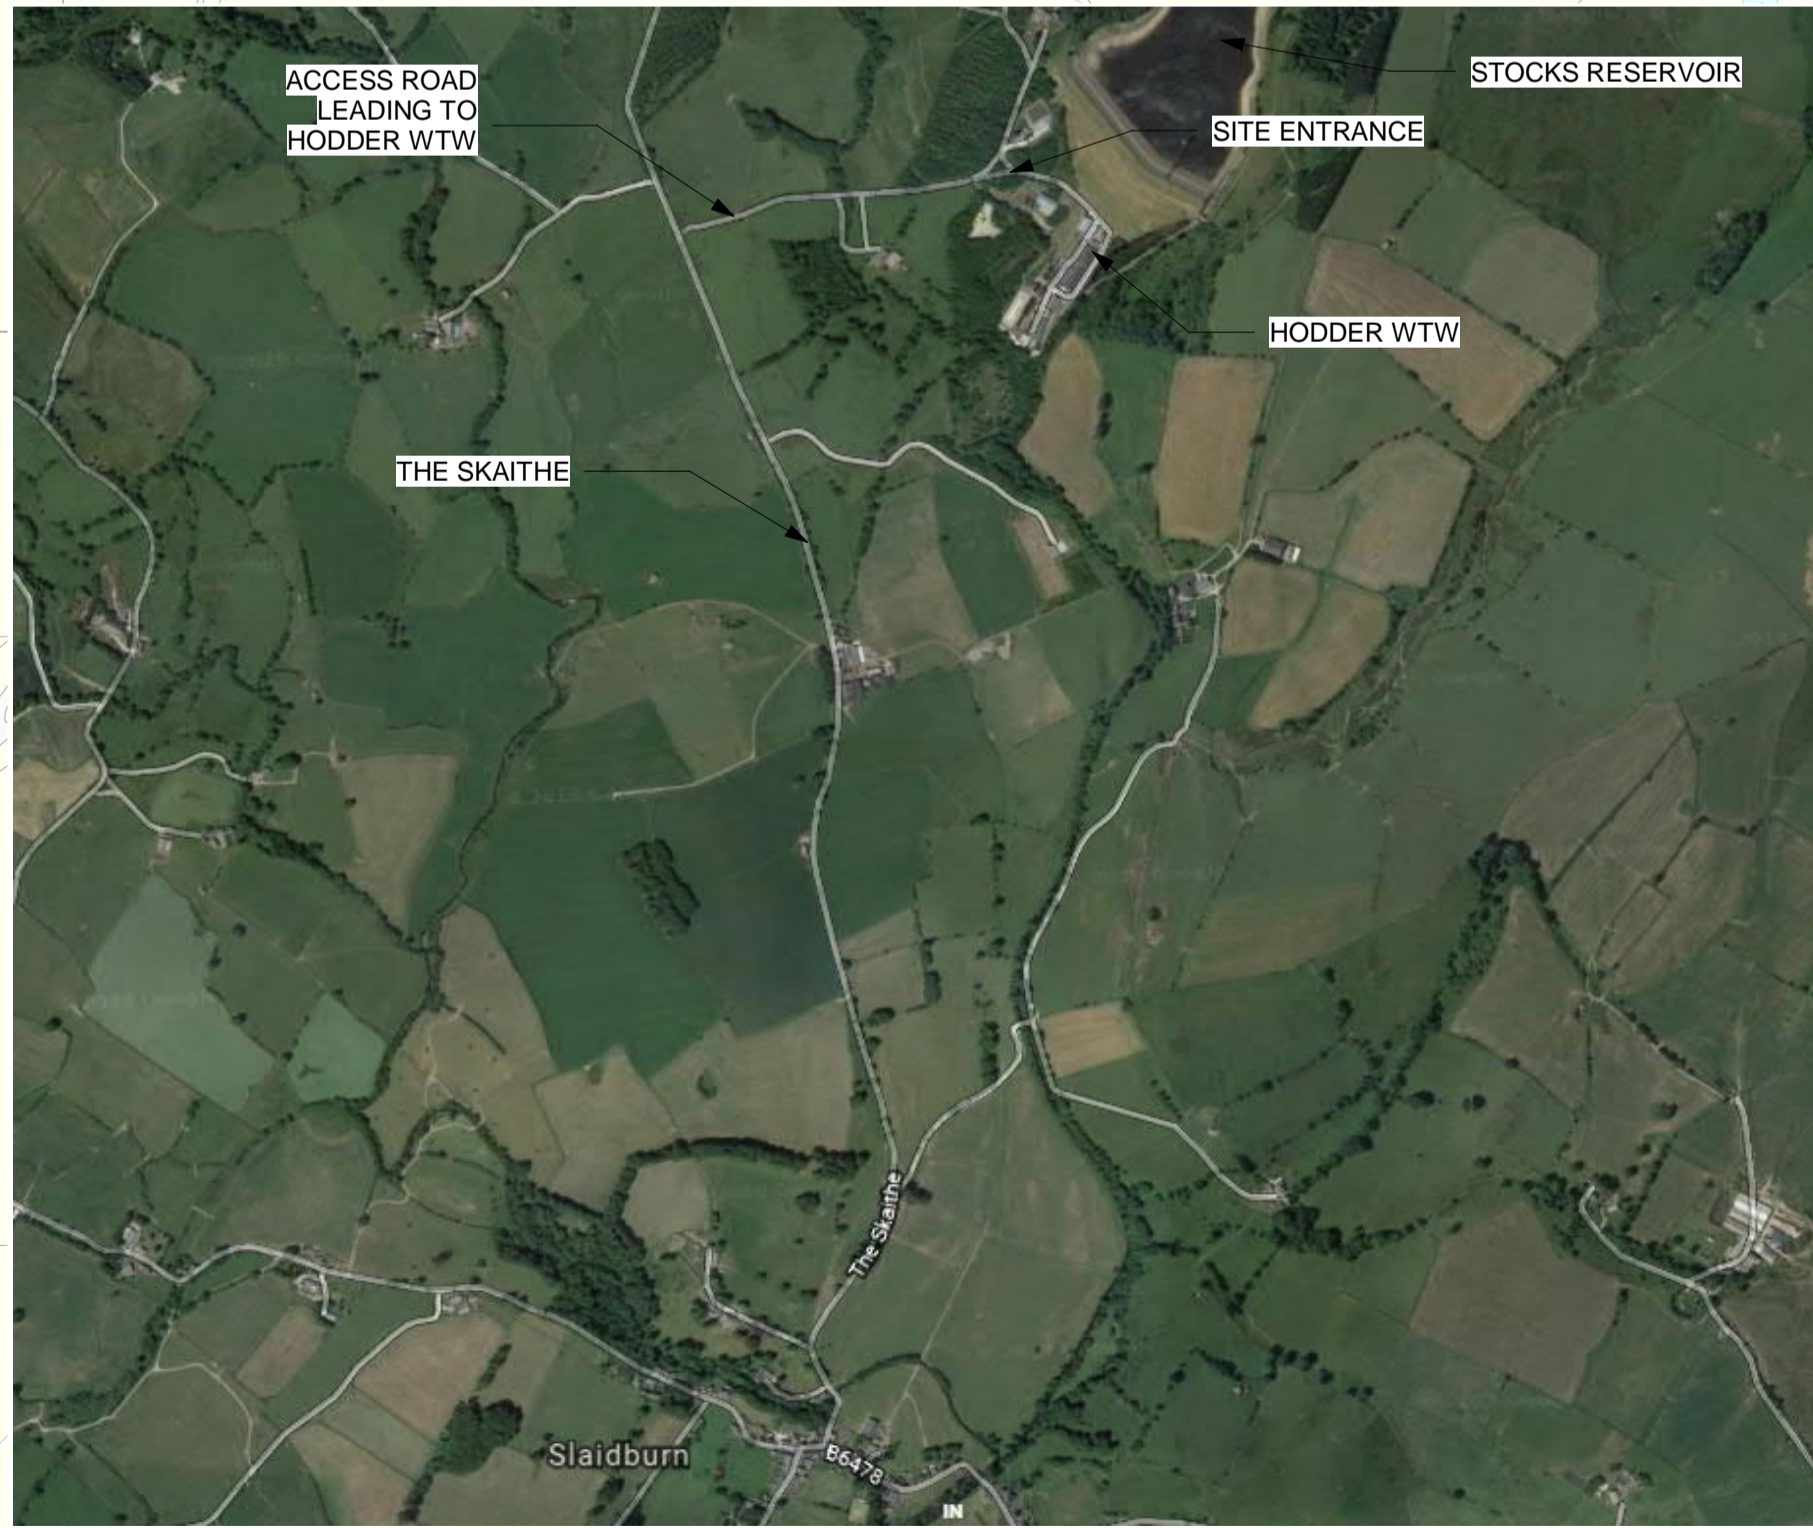 ACCESS ROAD
LEADING TO
HODDER WTW
STOCKS RESERVOIR
SITE ENTRANCE
HODDER WTW
THE SKAITHE
The Skaithe
Slaidburn
B6478
IN